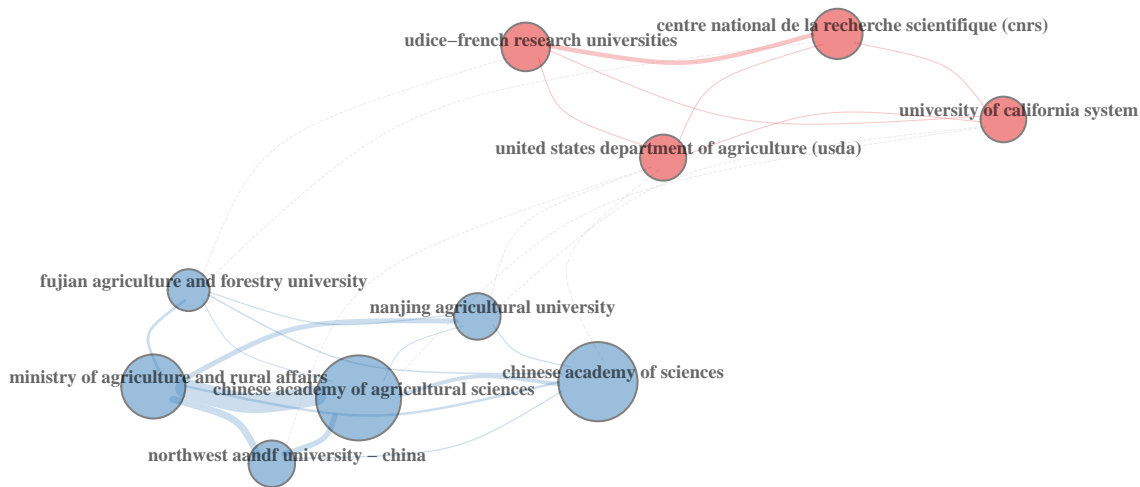 centre national de la recherche scientifique (cnrs)
udice−french research universities
university of california system
united states department of agriculture (usda)
fujian agriculture and forestry university
nanjing agricultural university
chinese academy of sciences
ministry of agriculture and rural affairs
chinese academy of agricultural sciences
northwest aandf university − china